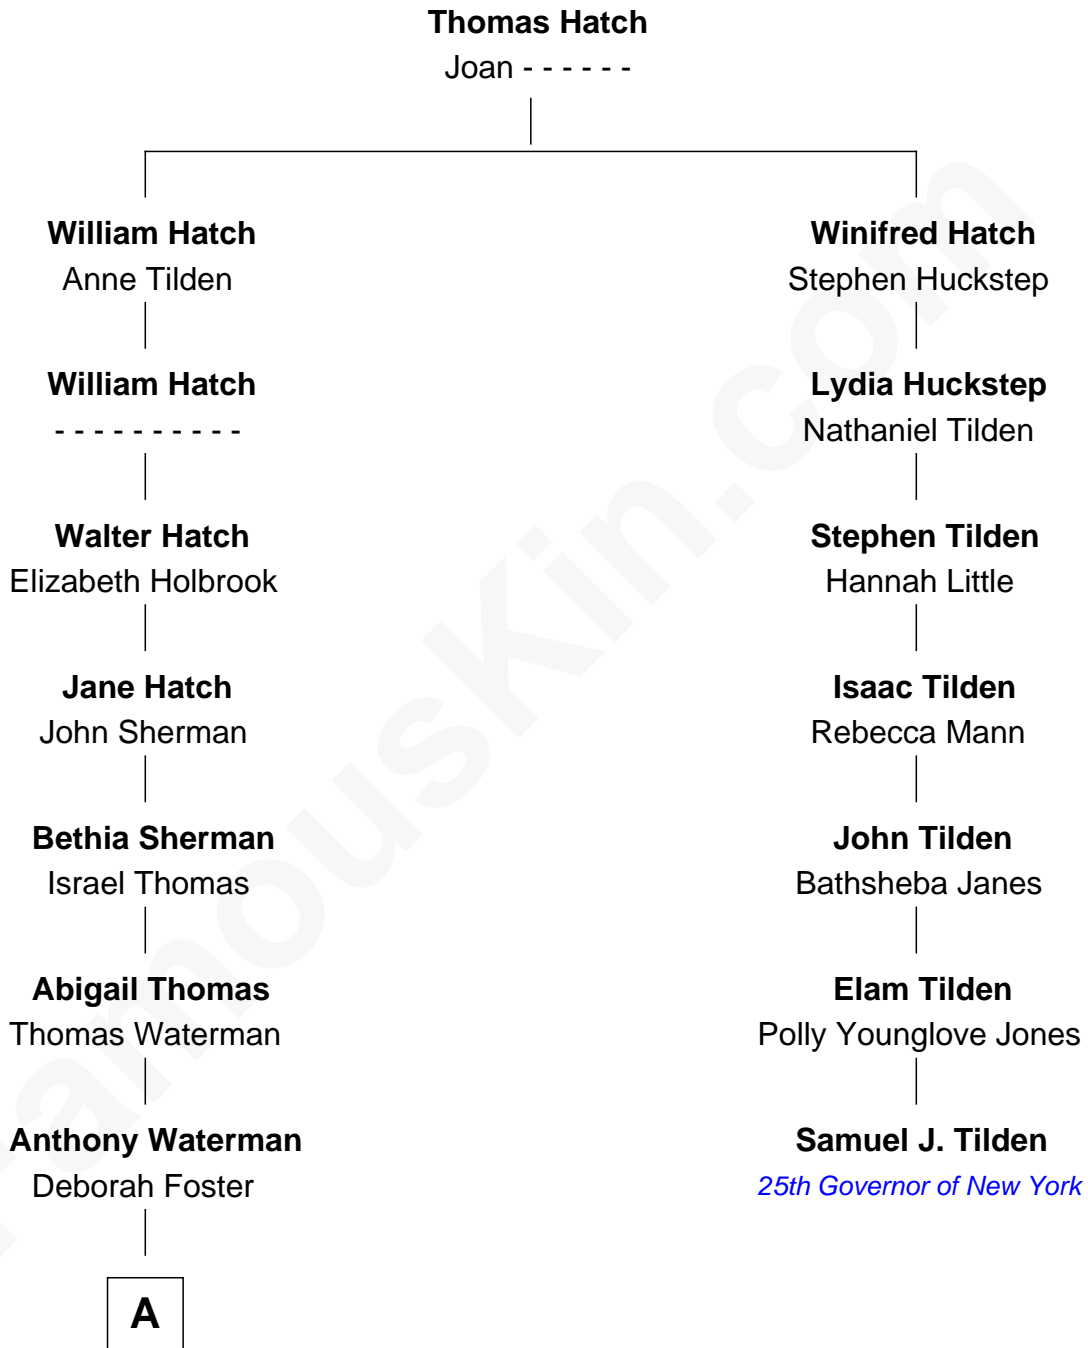 Thomas Hatch
Joan - - - - - -
William Hatch
Anne Tilden
William Hatch
- - - - - - - - - -
Walter Hatch
Elizabeth Holbrook
Jane Hatch
John Sherman
Bethia Sherman
Israel Thomas
Abigail Thomas
Thomas Waterman
Anthony Waterman
Deborah Foster
A
Winifred Hatch
Stephen Huckstep
Lydia Huckstep
Nathaniel Tilden
Stephen Tilden
Hannah Little
Isaac Tilden
Rebecca Mann
John Tilden
Bathsheba Janes
Elam Tilden
Polly Younglove Jones
Samuel J. Tilden
25th Governor of New York
FamousKin.com